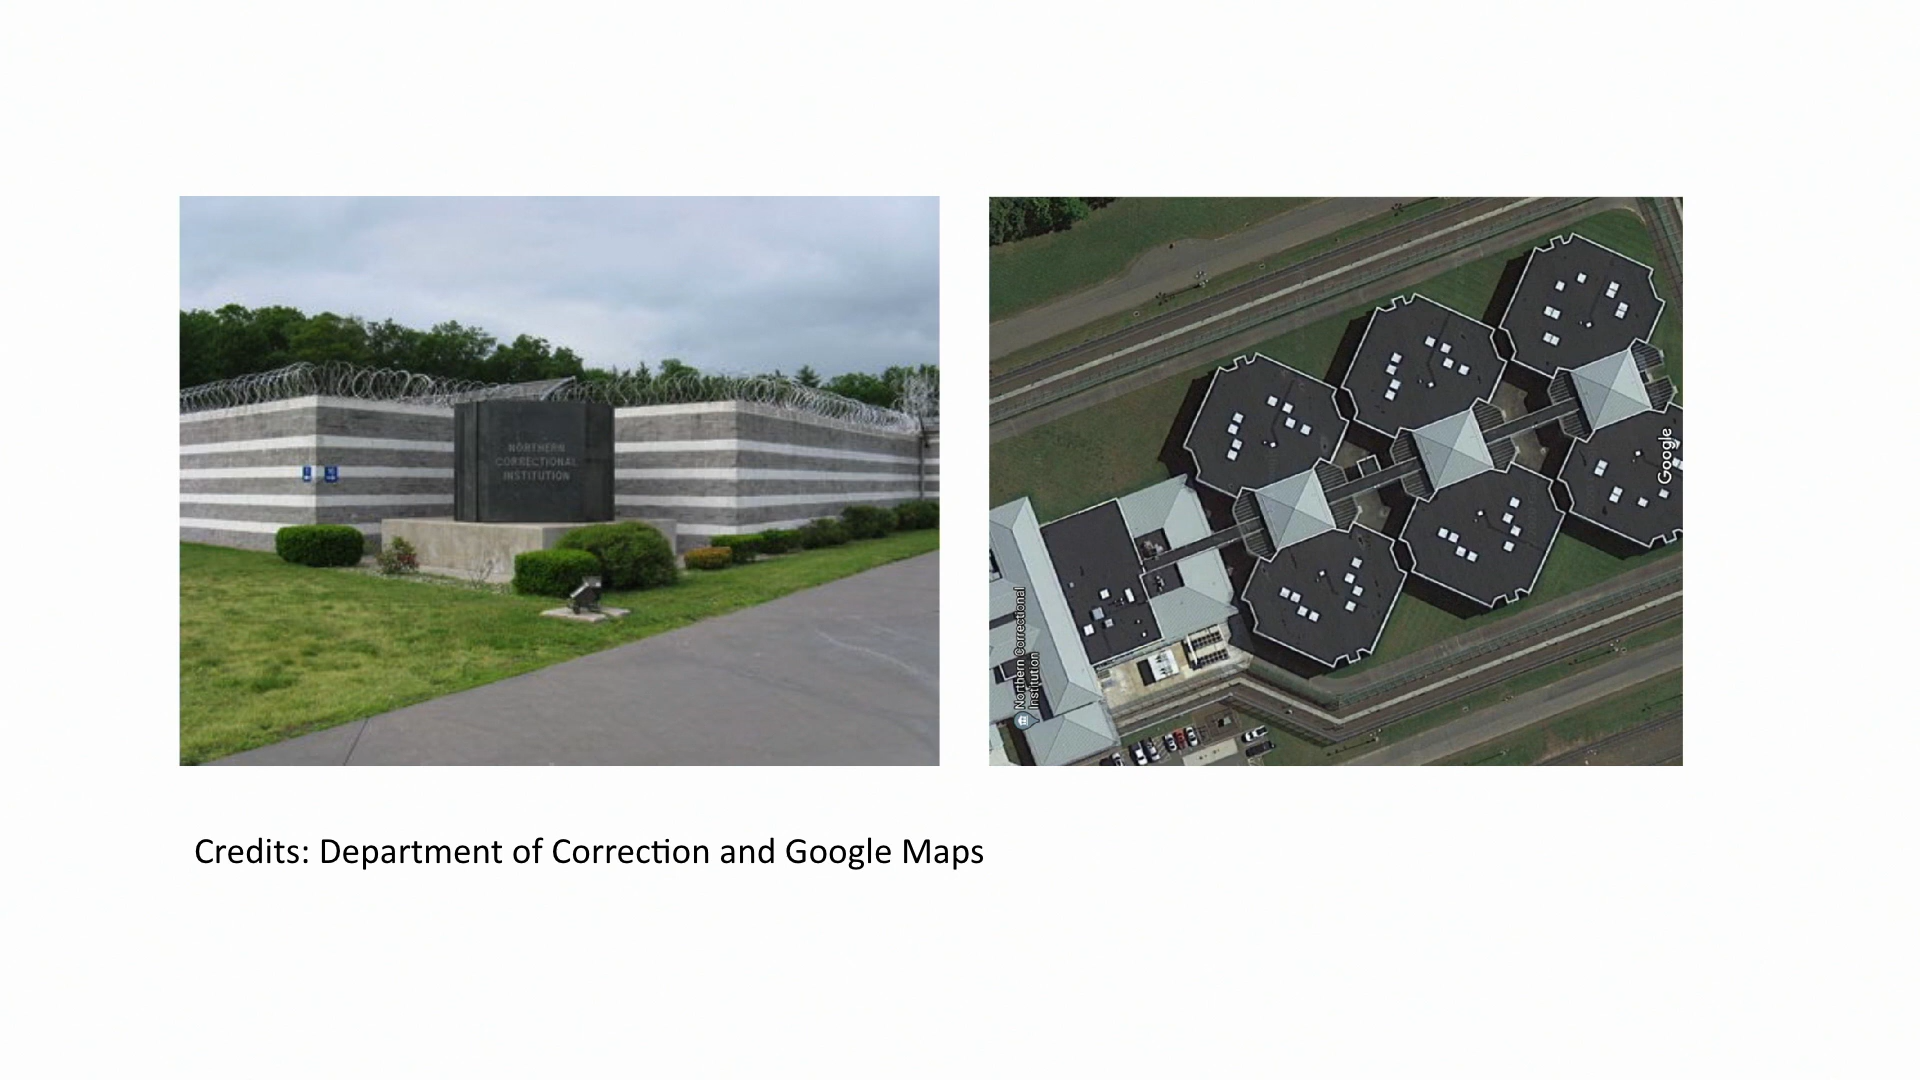 NORTHERN
CORRECTIONAL
INSTITUTION
Northern Correctional
Institution
Google
Credits: Department of Correction and Google Maps